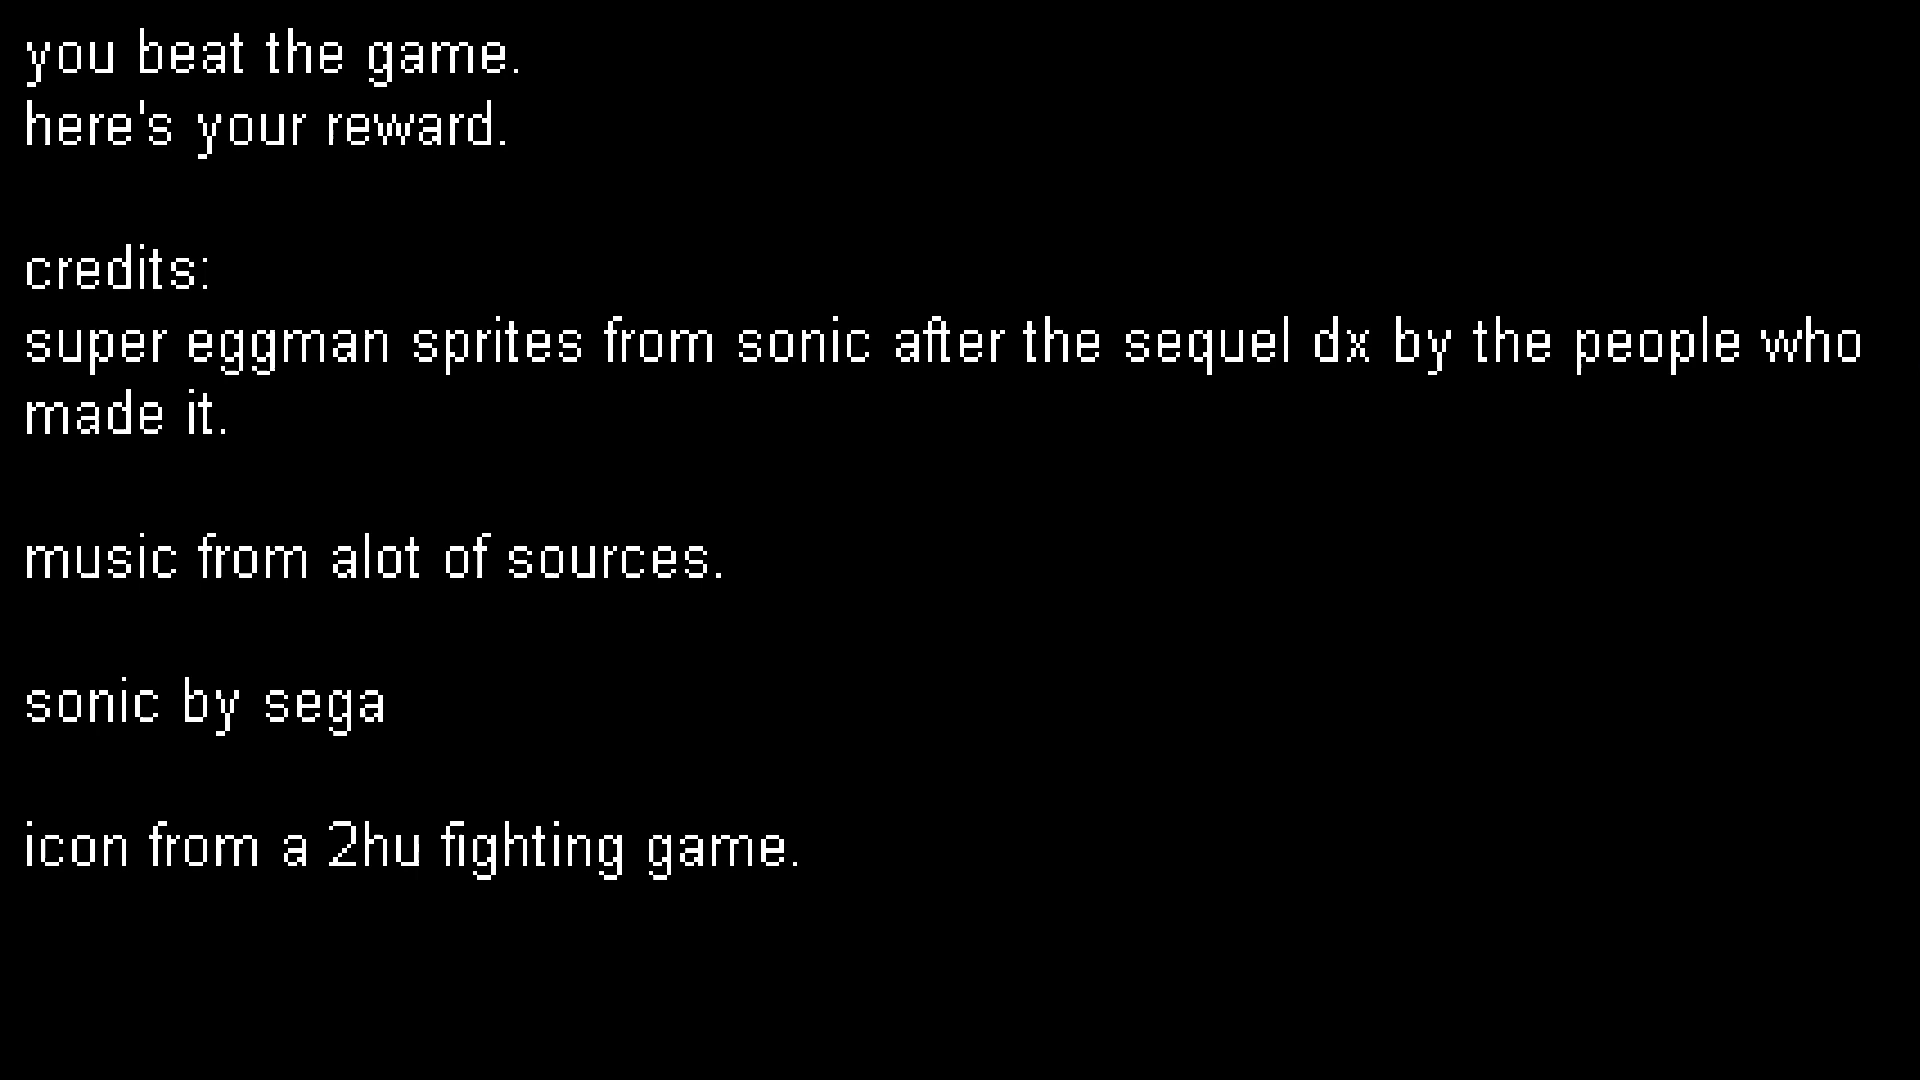 you beat the game.
here's your reward.
credits:
super eggman sprites from sonic after the sequel dx by the people who
made it.
music from alot of sources.
sonic by sega
icon from a 2hu fighting game.